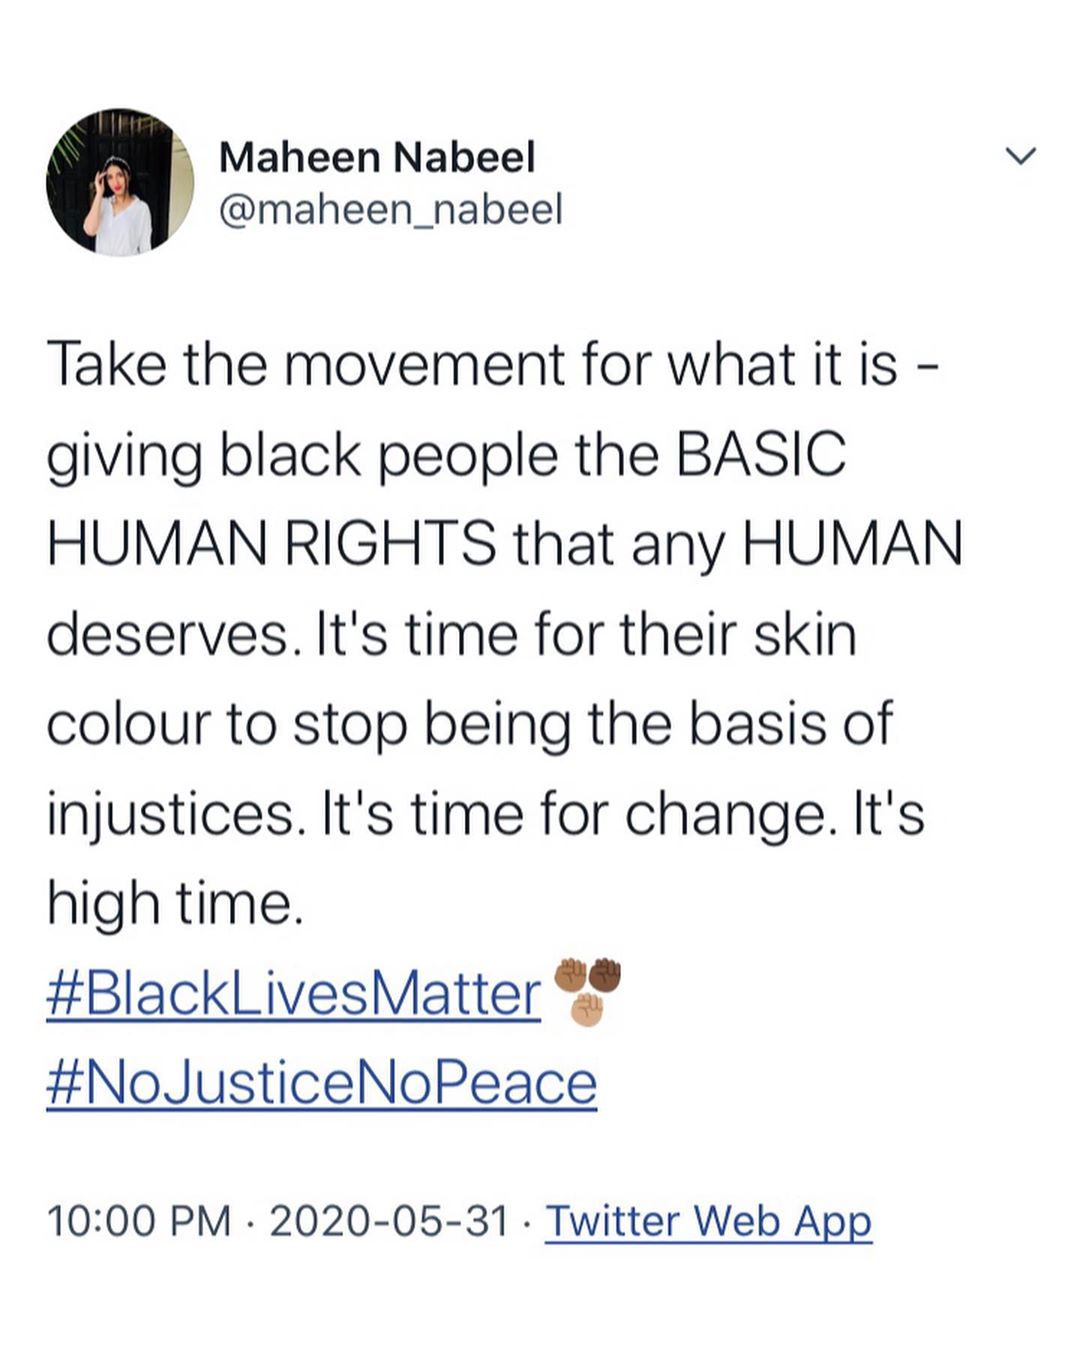 Maheen Nabeel
@maheen_nabeel
Take the movement for what it is -
giving black people the BASIC
HUMAN RIGHTS that any HUMAN
deserves. It's time for their skin
colour to stop being the basis of
injustices. It's time for change. It's
high time.
#BlackLivesMatter ✊🏾✊🏿✊🏼
#NoJusticeNoPeace
10:00 PM · 2020-05-31 · Twitter Web App